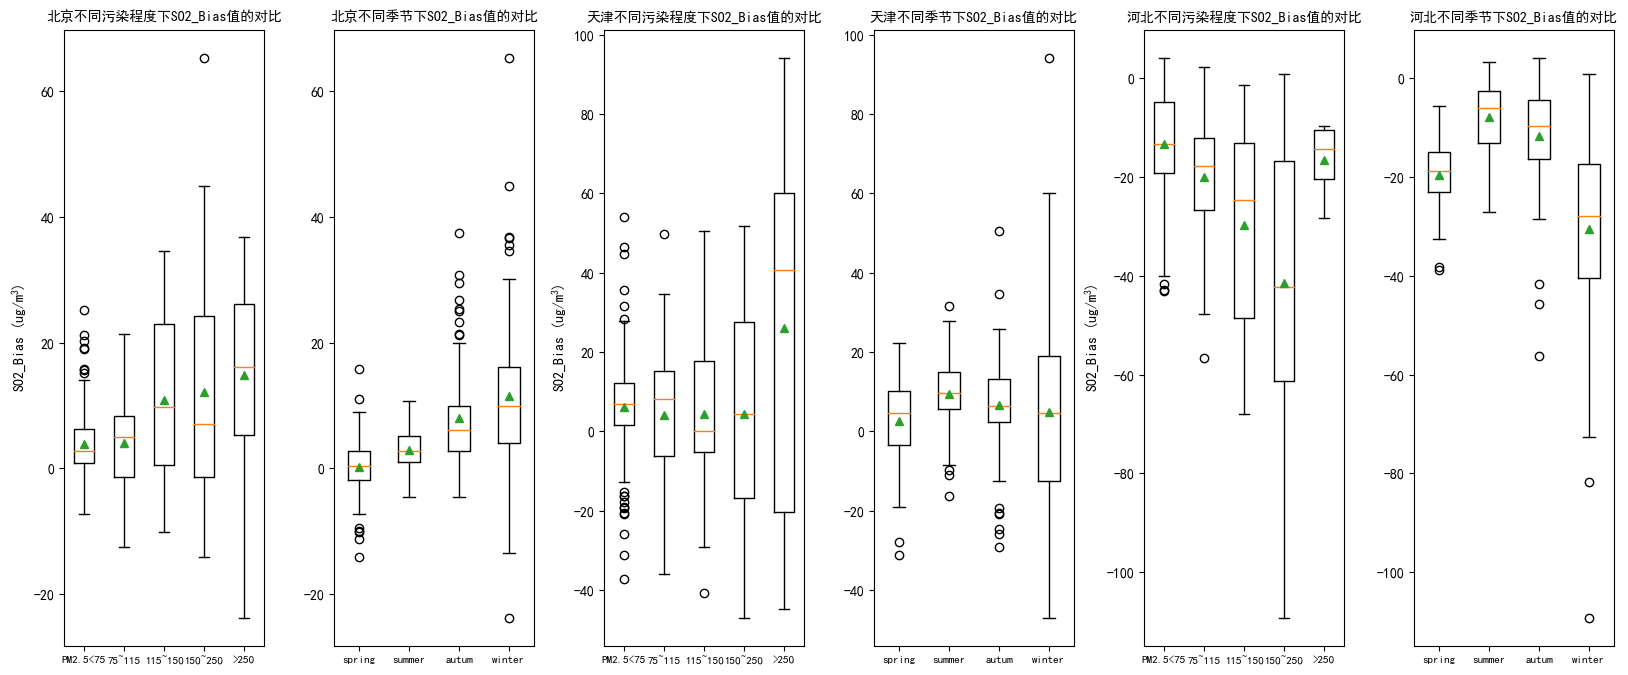 北京不同污染程度下SO2_Bias值的对比
SO2_Bias (ug/m³)
60
40
20
0
−20
PM2.5<75 75~115 115~150 150~250 >250
北京不同季节下SO2_Bias值的对比
60
40
20
0
−20
spring summer autum winter
天津不同污染程度下SO2_Bias值的对比
SO2_Bias (ug/m³)
100
80
60
40
20
0
−20
−40
PM2.5<75 75~115 115~150 150~250 >250
天津不同季节下SO2_Bias值的对比
100
80
60
40
20
0
−20
−40
spring summer autum winter
河北不同污染程度下SO2_Bias值的对比
SO2_Bias (ug/m³)
0
−20
−40
−60
−80
−100
PM2.5<75 75~115 115~150 150~250 >250
河北不同季节下SO2_Bias值的对比
0
−20
−40
−60
−80
−100
spring summer autum winter